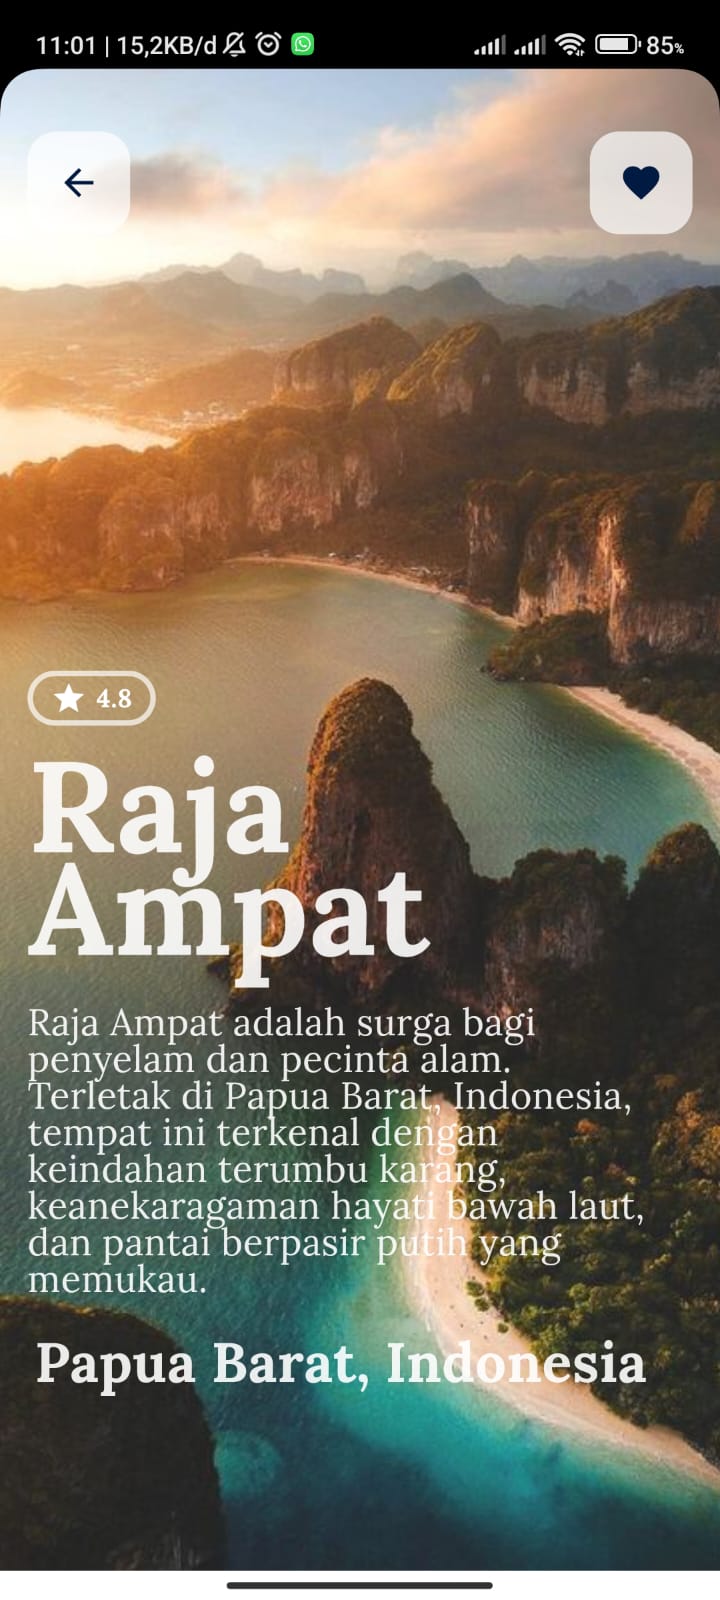 11:01 | 15,2KB/d
85%
4.8
Raja
Ampat
Raja Ampat adalah surga bagi
penyelam dan pecinta alam.
Terletak di Papua Barat, Indonesia,
tempat ini terkenal dengan
keindahan terumbu karang,
keanekaragaman hayati bawah laut,
dan pantai berpasir putih yang
memukau.
Papua Barat, Indonesia